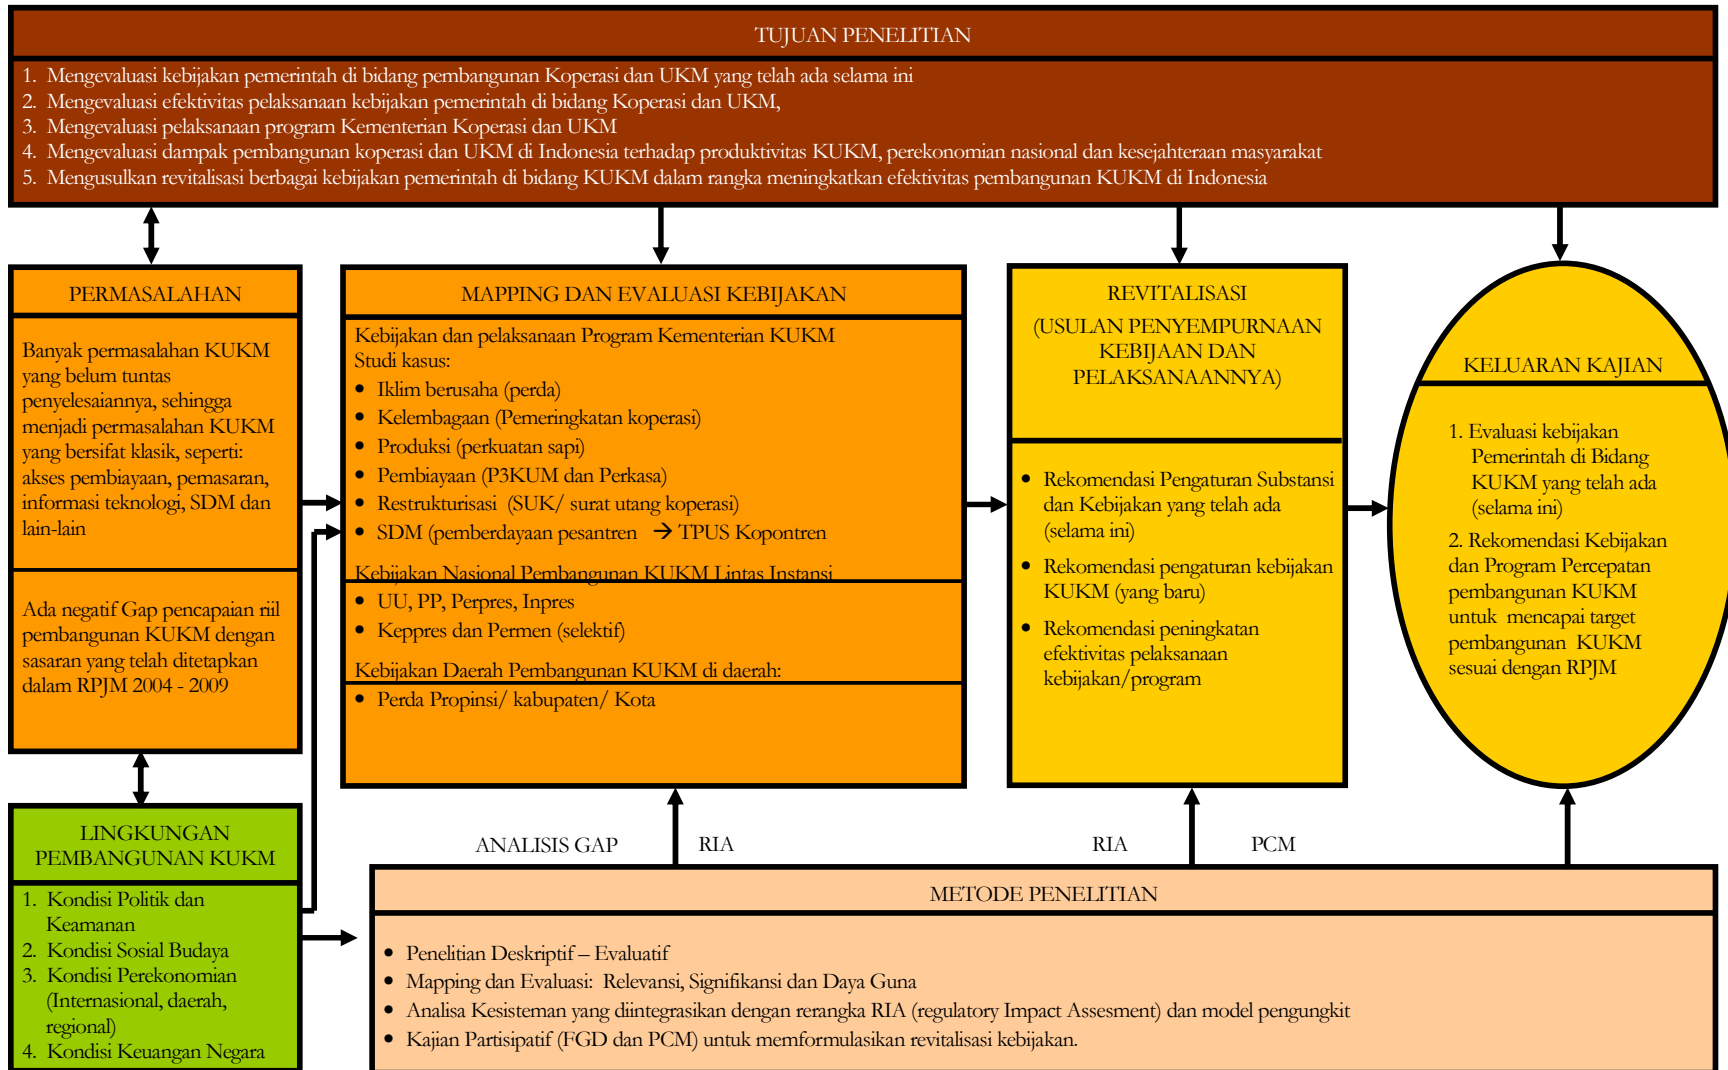 TUJUAN PENELITIAN
1. Mengevaluasi kebijakan pemerintah di bidang pembangunan Koperasi dan UKM yang telah ada selama ini
2. Mengevaluasi efektivitas pelaksanaan kebijakan pemerintah di bidang Koperasi dan UKM,
3. Mengevaluasi pelaksanaan program Kementerian Koperasi dan UKM
4. Mengevaluasi dampak pembangunan koperasi dan UKM di Indonesia terhadap produktivitas KUKM, perekonomian nasional dan kesejahteraan masyarakat
5. Mengusulkan revitalisasi berbagai kebijakan pemerintah di bidang KUKM dalam rangka meningkatkan efektivitas pembangunan KUKM di Indonesia
PERMASALAHAN
Banyak permasalahan KUKM
yang belum tuntas
penyelesaiannya, sehingga
menjadi permasalahan KUKM
yang bersifat klasik, seperti:
akses pembiayaan, pemasaran,
informasi teknologi, SDM dan
lain-lain
Ada negatif Gap pencapaian riil
pembangunan KUKM dengan
sasaran yang telah ditetapkan
dalam RPJM 2004 - 2009
MAPPING DAN EVALUASI KEBIJAKAN
Kebijakan dan pelaksanaan Program Kementerian KUKM
Studi kasus:
• Iklim berusaha (perda)
• Kelembagaan (Pemeringkatan koperasi)
• Produksi (perkuatan sapi)
• Pembiayaan (P3KUM dan Perkasa)
• Restrukturisasi (SUK/ surat utang koperasi)
• SDM (pemberdayaan pesantren → TPUS Kopontren
Kebijakan Nasional Pembangunan KUKM Lintas Instansi
• UU, PP, Perpres, Inpres
• Keppres dan Permen (selektif)
Kebijakan Daerah Pembangunan KUKM di daerah:
• Perda Propinsi/ kabupaten/ Kota
REVITALISASI
(USULAN PENYEMPURNAAN
KEBIJAAN DAN
PELAKSANAANNYA)
• Rekomendasi Pengaturan Substansi
dan Kebijakan yang telah ada
(selama ini)
• Rekomendasi pengaturan kebijakan
KUKM (yang baru)
• Rekomendasi peningkatan
efektivitas pelaksanaan
kebijakan/program
KELUARAN KAJIAN
1. Evaluasi kebijakan
Pemerintah di Bidang
KUKM yang telah ada
(selama ini)
2. Rekomendasi Kebijakan
dan Program Percepatan
pembangunan KUKM
untuk mencapai target
pembangunan KUKM
sesuai dengan RPJM
LINGKUNGAN
PEMBANGUNAN KUKM
1. Kondisi Politik dan
Keamanan
2. Kondisi Sosial Budaya
3. Kondisi Perekonomian
(Internasional, daerah,
regional)
4. Kondisi Keuangan Negara
ANALISIS GAP
RIA
RIA
PCM
METODE PENELITIAN
• Penelitian Deskriptif – Evaluatif
• Mapping dan Evaluasi: Relevansi, Signifikansi dan Daya Guna
• Analisa Kesisteman yang diintegrasikan dengan rerangka RIA (regulatory Impact Assesment) dan model pengungkit
• Kajian Partisipatif (FGD dan PCM) untuk memformulasikan revitalisasi kebijakan.